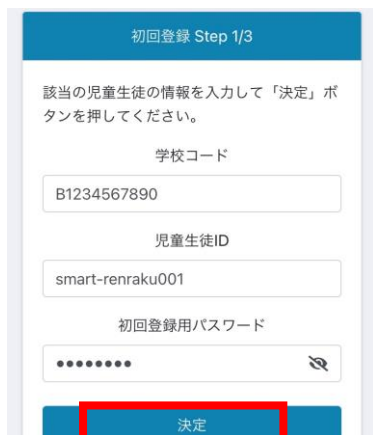 初回登録 Step 1/3
該当の児童生徒の情報を入力して「決定」ボ
タンを押してください。
学校コード
B1234567890
児童生徒ID
smart-renraku001
初回登録用パスワード
••••••••
決定